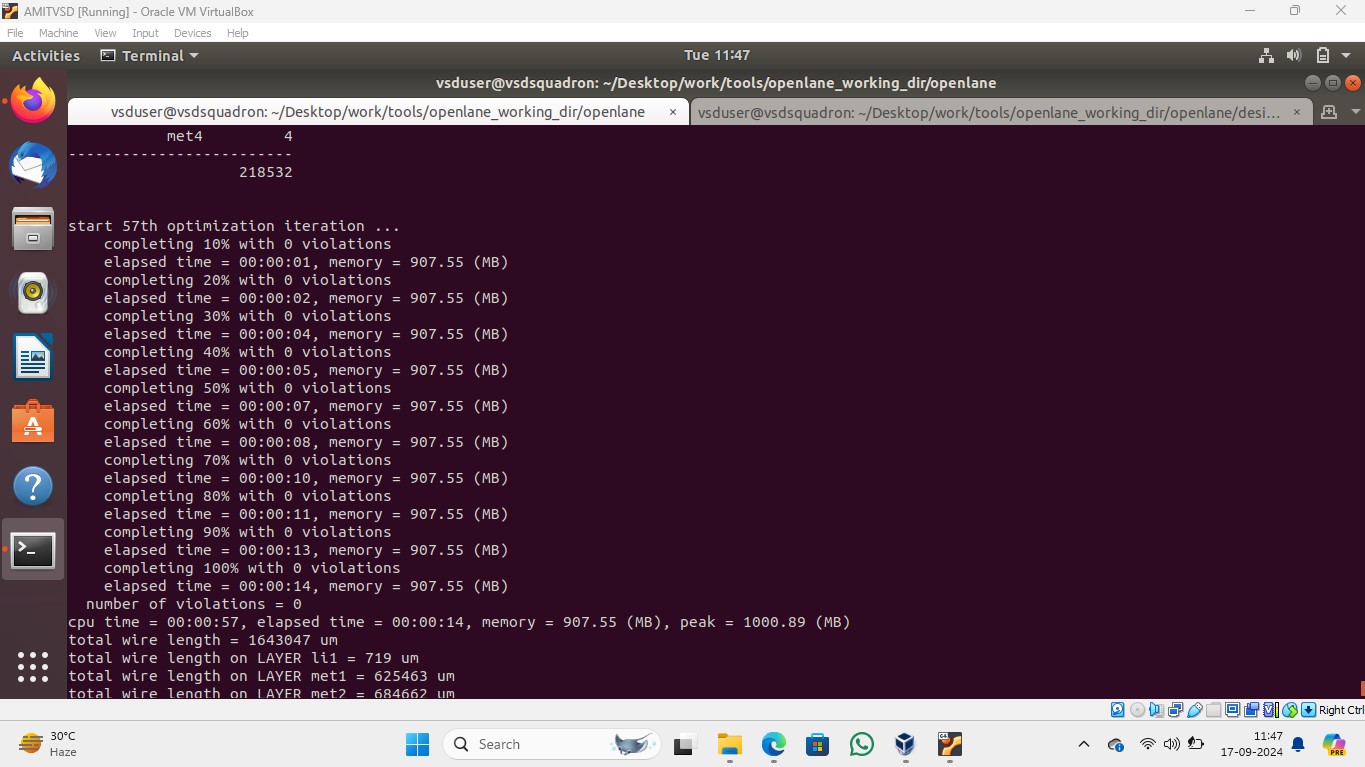 AMITVSD [Running] - Oracle VM VirtualBox
File Machine View Input Devices Help
Activities Terminal Tue 11:47
vsduser@vsdsquadron: ~/Desktop/work/tools/openlane_working_dir/openlane
vsduser@vsdsquadron: ~/Desktop/work/tools/openlane_working_dir/openlane × vsduser@vsdsquadron: ~/Desktop/work/tools/openlane_working_dir/openlane/desi... ×
met4 4
-------------------------
218532
start 57th optimization iteration ...
completing 10% with 0 violations
elapsed time = 00:00:01, memory = 907.55 (MB)
completing 20% with 0 violations
elapsed time = 00:00:02, memory = 907.55 (MB)
completing 30% with 0 violations
elapsed time = 00:00:04, memory = 907.55 (MB)
completing 40% with 0 violations
elapsed time = 00:00:05, memory = 907.55 (MB)
completing 50% with 0 violations
elapsed time = 00:00:07, memory = 907.55 (MB)
completing 60% with 0 violations
elapsed time = 00:00:08, memory = 907.55 (MB)
completing 70% with 0 violations
elapsed time = 00:00:10, memory = 907.55 (MB)
completing 80% with 0 violations
elapsed time = 00:00:11, memory = 907.55 (MB)
completing 90% with 0 violations
elapsed time = 00:00:13, memory = 907.55 (MB)
completing 100% with 0 violations
elapsed time = 00:00:14, memory = 907.55 (MB)
number of violations = 0
cpu time = 00:00:57, elapsed time = 00:00:14, memory = 907.55 (MB), peak = 1000.89 (MB)
total wire length = 1643047 um
total wire length on LAYER li1 = 719 um
total wire length on LAYER met1 = 625463 um
total wire length on LAYER met2 = 684662 um
Right Ctrl
30°C
Haze
Search
11:47
17-09-2024
PRE